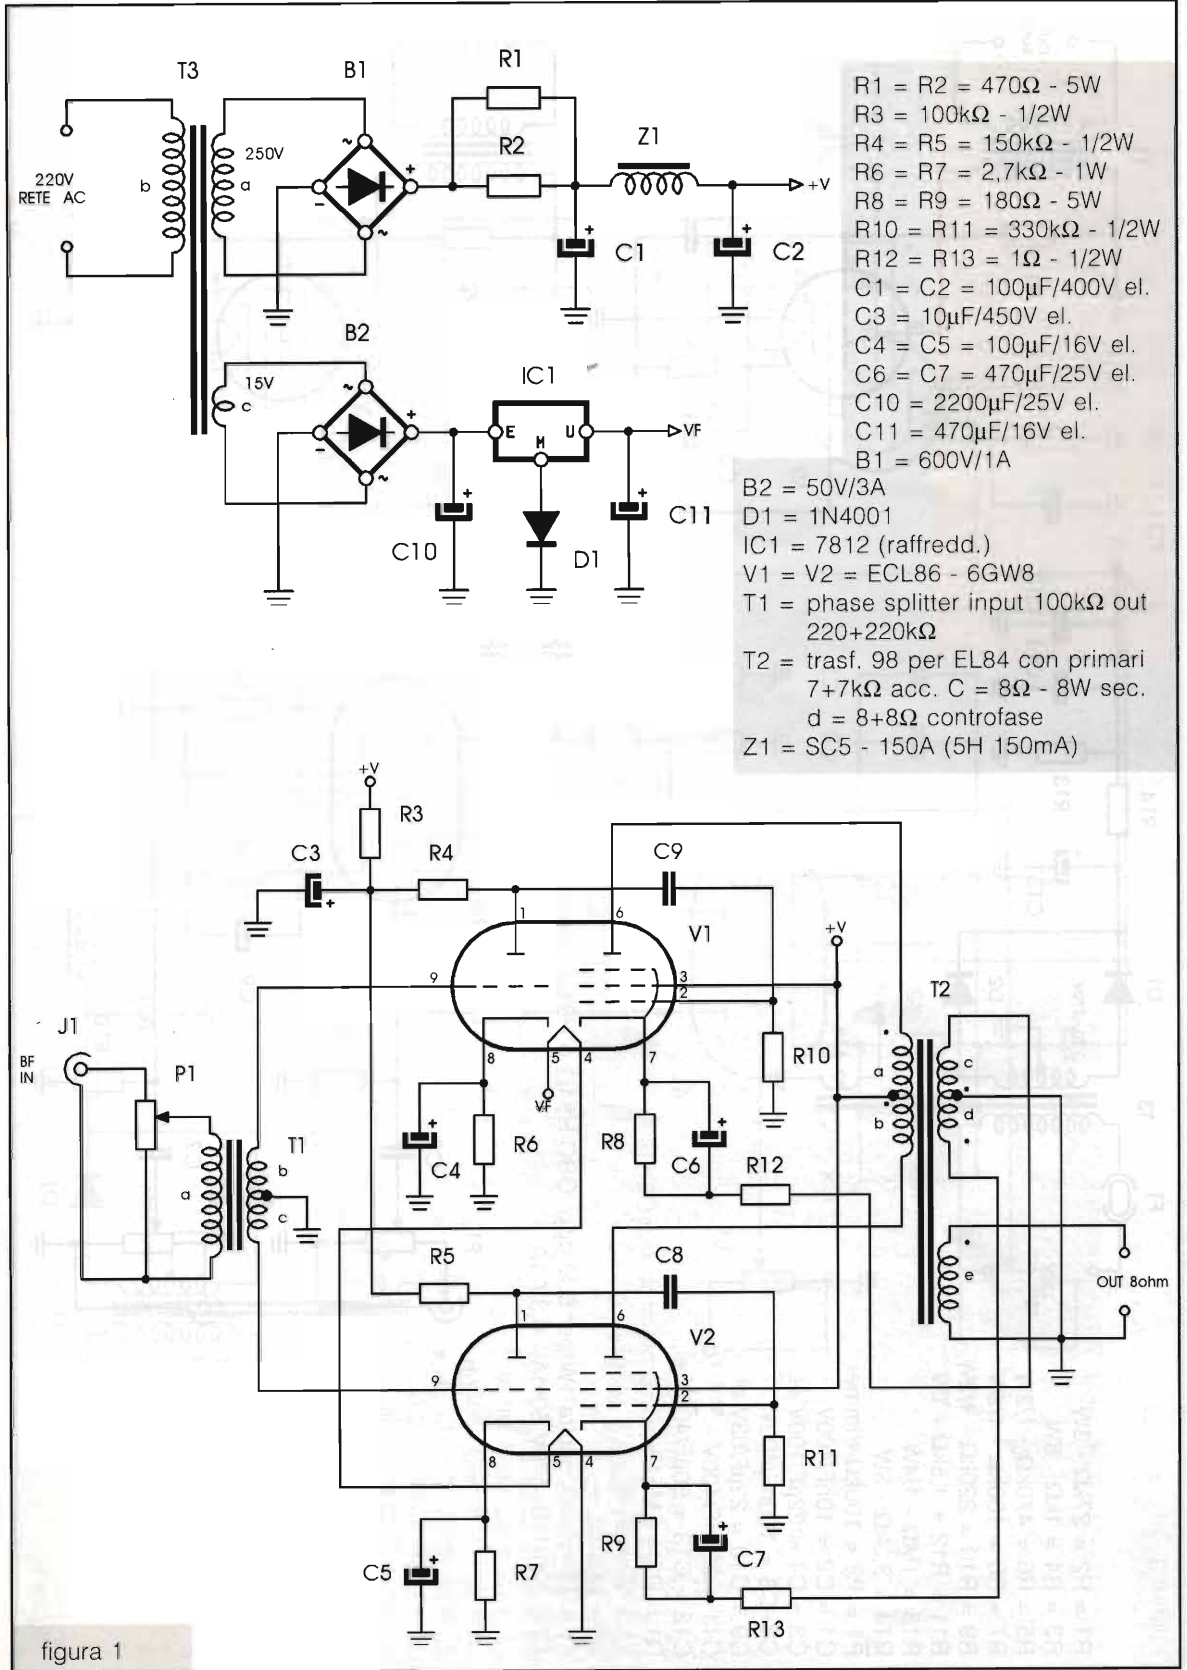 T3
B1
R1
R2
Z1
220V
RETE AC
b
a
250V
~
+
-
~
C1
+
C2
+
+V
B2
15V
c
~
+
-
~
IC1
E
M
U
VF
C10
+
D1
C11
+
R1 = R2 = 470Ω - 5W
R3 = 100kΩ - 1/2W
R4 = R5 = 150kΩ - 1/2W
R6 = R7 = 2,7kΩ - 1W
R8 = R9 = 180Ω - 5W
R10 = R11 = 330kΩ - 1/2W
R12 = R13 = 1Ω - 1/2W
C1 = C2 = 100µF/400V el.
C3 = 10µF/450V el.
C4 = C5 = 100µF/16V el.
C6 = C7 = 470µF/25V el.
C10 = 2200µF/25V el.
C11 = 470µF/16V el.
B1 = 600V/1A
B2 = 50V/3A
D1 = 1N4001
IC1 = 7812 (raffredd.)
V1 = V2 = ECL86 - 6GW8
T1 = phase splitter input 100kΩ out
220+220kΩ
T2 = trasf. 98 per EL84 con primari
7+7kΩ acc. C = 8Ω - 8W sec.
d = 8+8Ω controfase
Z1 = SC5 - 150A (5H 150mA)
+V
R3
C3
+
R4
C9
1
6
V1
9
3
2
8
5
4
7
VF
+V
T2
J1
BF
IN
P1
a
T1
b
c
C4
+
R6
R8
C6
+
R10
R12
a
b
c
d
e
OUT 8ohm
R5
C8
1
6
V2
9
3
2
8
5
4
7
R11
C5
+
R7
R9
C7
+
R13
figura 1